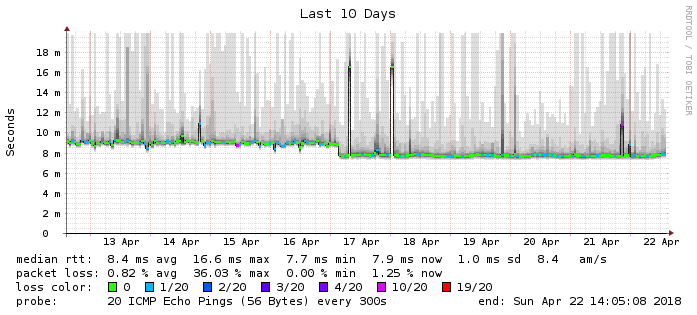 Last 10 Days
RRDTOOL / TOBI OETIKER
Seconds
18 m
16 m
14 m
12 m
10 m
8 m
6 m
4 m
2 m
0
13 Apr 14 Apr 15 Apr 16 Apr 17 Apr 18 Apr 19 Apr 20 Apr 21 Apr 22 Apr
median rtt: 8.4 ms avg 16.6 ms max 7.7 ms min 7.9 ms now 1.0 ms sd 8.4 am/s
packet loss: 0.82 % avg 36.03 % max 0.00 % min 1.25 % now
loss color: 0 1/20 2/20 3/20 4/20 10/20 19/20
probe: 20 ICMP Echo Pings (56 Bytes) every 300s end: Sun Apr 22 14:05:08 2018